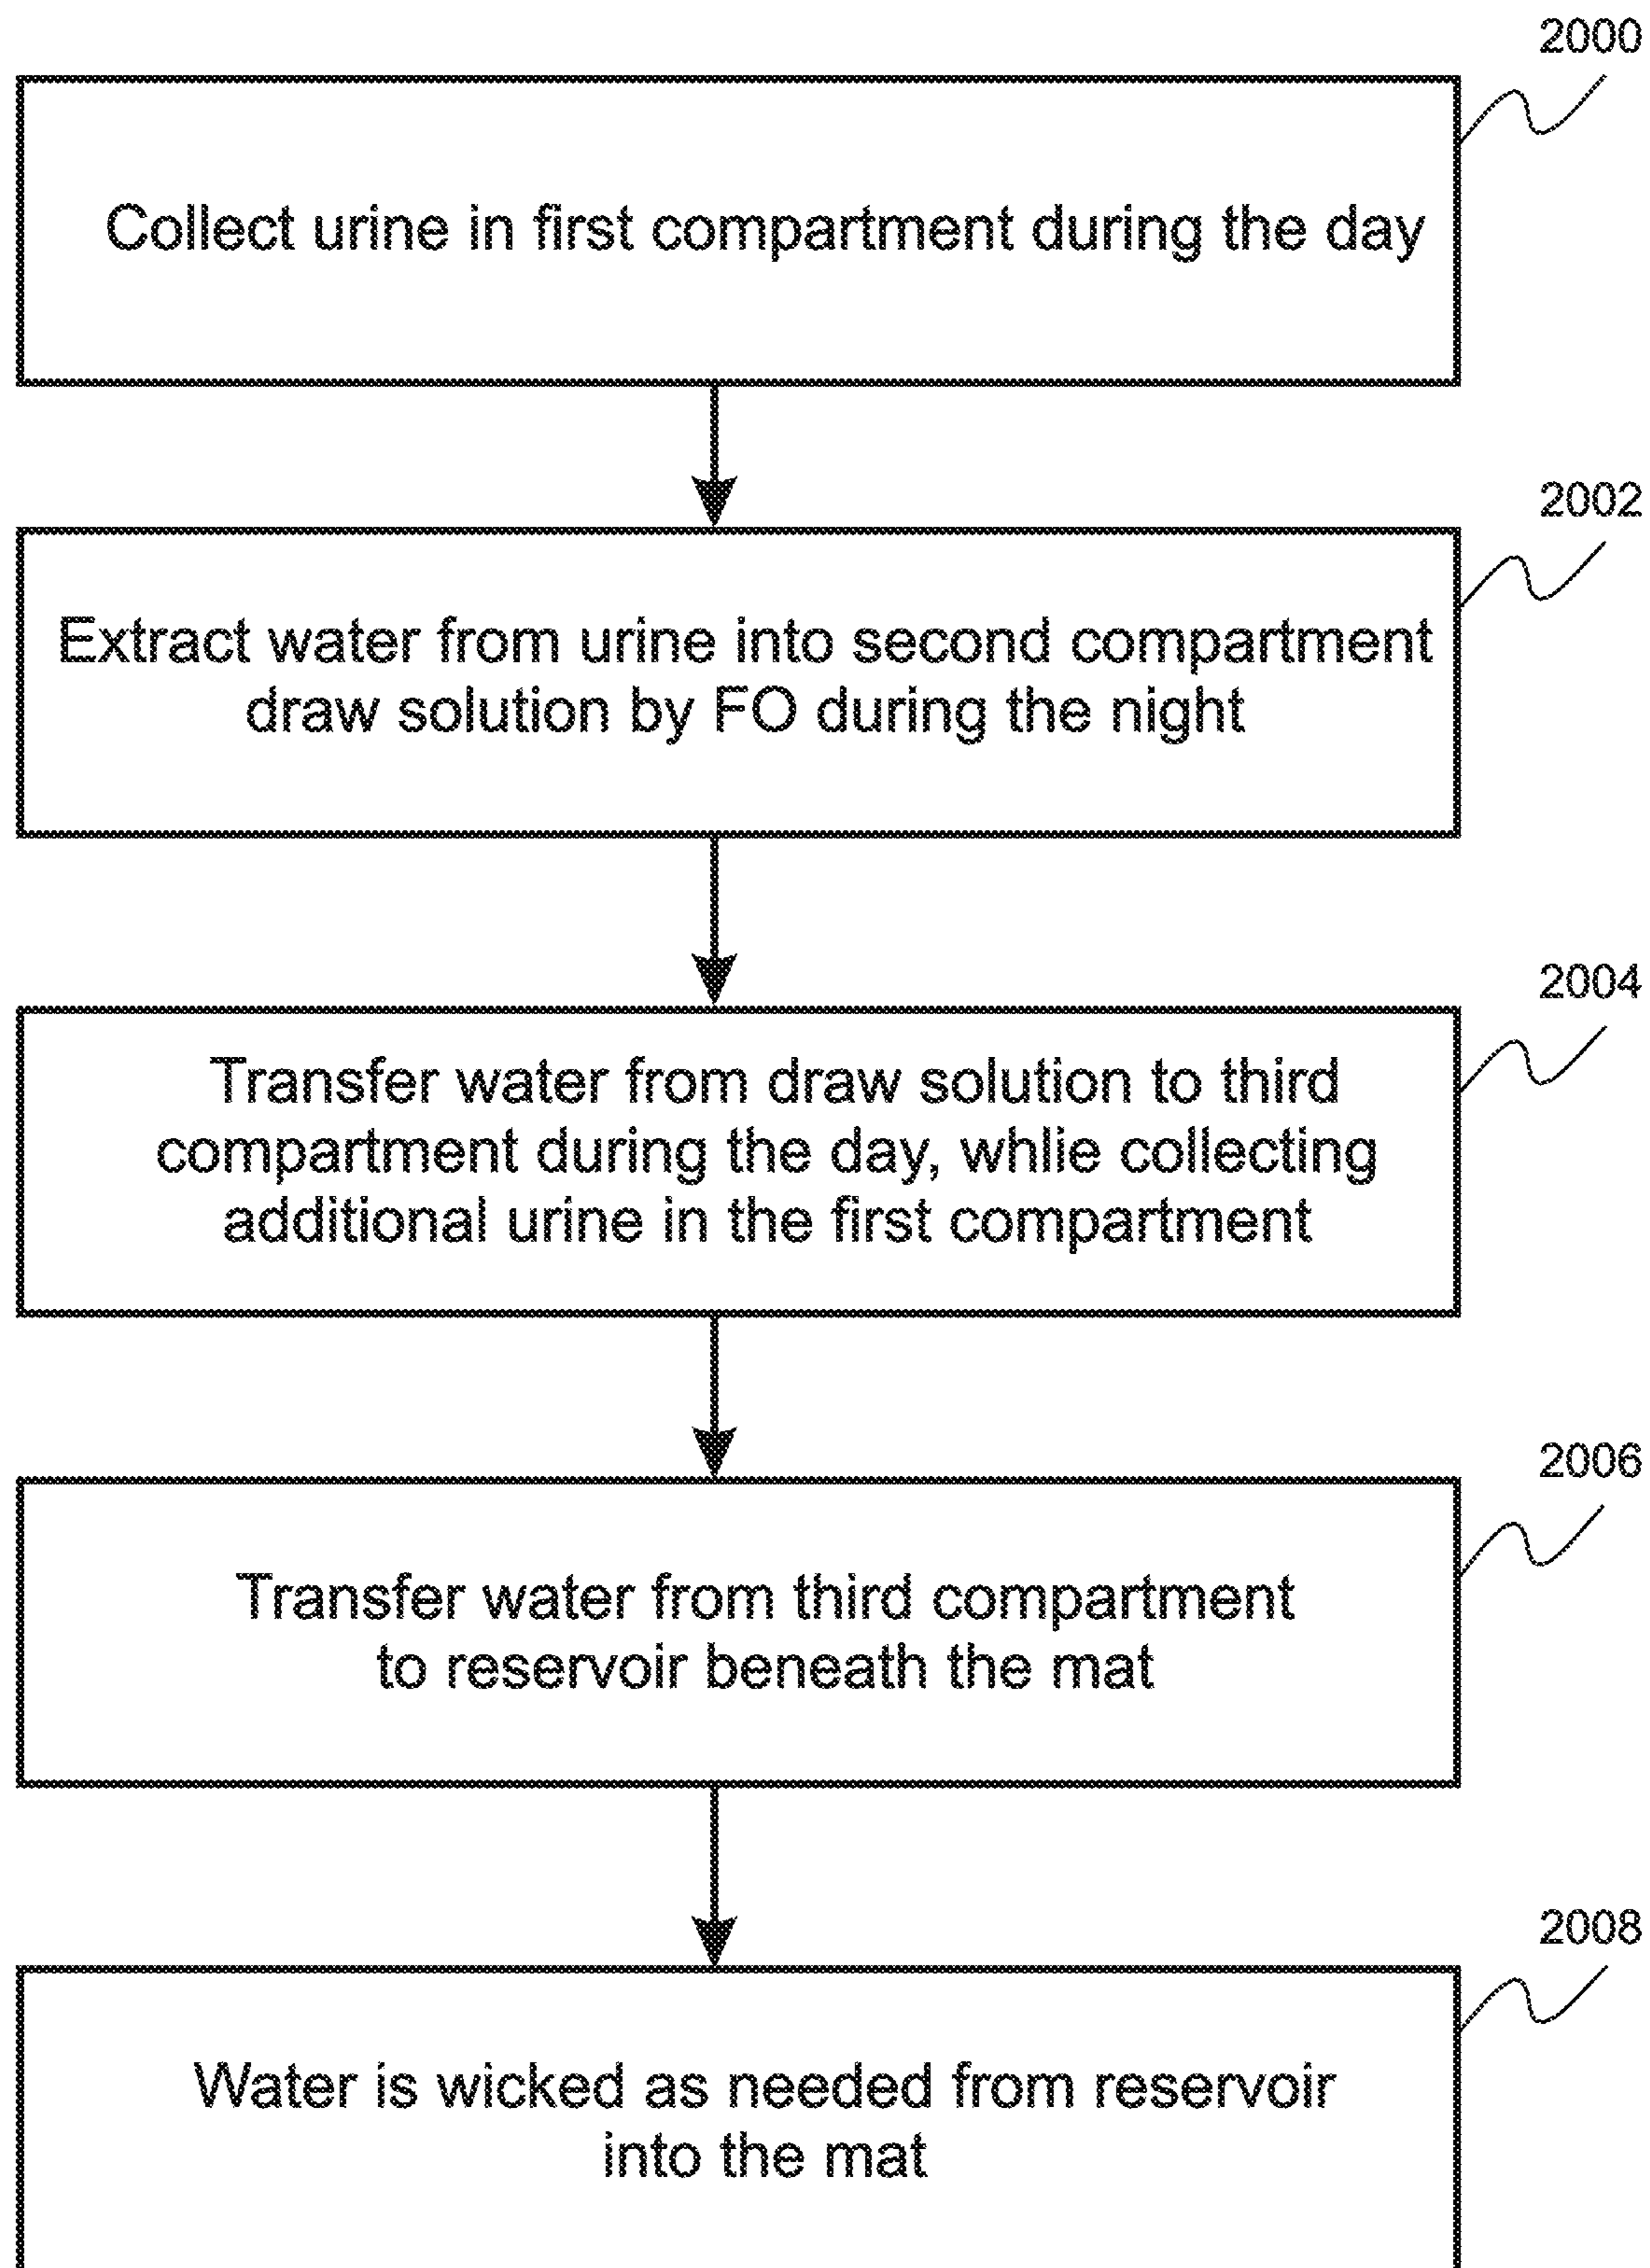 2000
Collect urine in first compartment during the day
2002
Extract water from urine into second compartment
draw solution by FO during the night
2004
Transfer water from draw solution to third
compartment during the day, whlie collecting
additional urine in the first compartment
2006
Transfer water from third compartment
to reservoir beneath the mat
2008
Water is wicked as needed from reservoir
into the mat